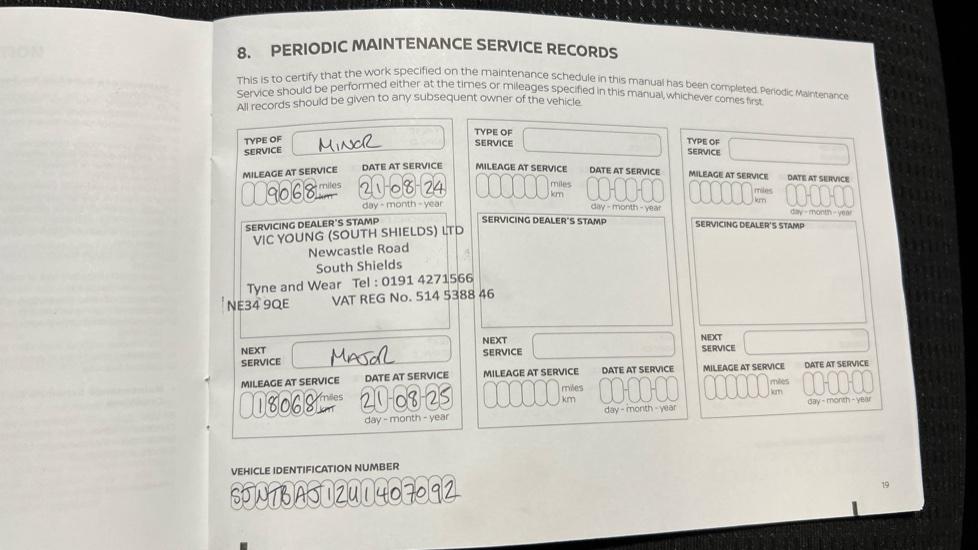 8. PERIODIC MAINTENANCE SERVICE RECORDS
This is to certify that the work specified on the maintenance schedule in this manual has been completed. Periodic Maintenance
Service should be performed either at the times or mileages specified in this manual, whichever comes first.
All records should be given to any subsequent owner of the vehicle.
TYPE OF SERVICE MINOR
MILEAGE AT SERVICE DATE AT SERVICE
9068 miles km 21-08-24
day - month - year
SERVICING DEALER'S STAMP
VIC YOUNG (SOUTH SHIELDS) LTD
Newcastle Road
South Shields
Tyne and Wear Tel : 0191 4271566
NE34 9QE VAT REG No. 514 5388 46
NEXT SERVICE MAJOR
MILEAGE AT SERVICE DATE AT SERVICE
18068 miles km 21-08-25
day - month - year
TYPE OF SERVICE
MILEAGE AT SERVICE DATE AT SERVICE
miles km
day - month - year
SERVICING DEALER'S STAMP
NEXT SERVICE
MILEAGE AT SERVICE DATE AT SERVICE
miles km
day - month - year
TYPE OF SERVICE
MILEAGE AT SERVICE DATE AT SERVICE
miles km
day - month - year
SERVICING DEALER'S STAMP
NEXT SERVICE
MILEAGE AT SERVICE DATE AT SERVICE
miles km
day - month - year
VEHICLE IDENTIFICATION NUMBER
SJNTBAJ12U1407092
19